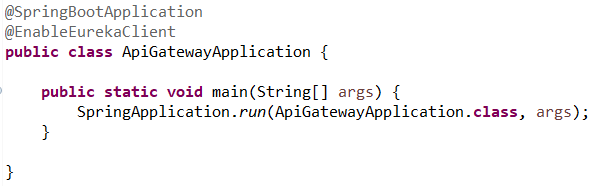 @SpringBootApplication
@EnableEurekaClient
public class ApiGatewayApplication {
public static void main(String[] args) {
SpringApplication.run(ApiGatewayApplication.class, args);
}
}